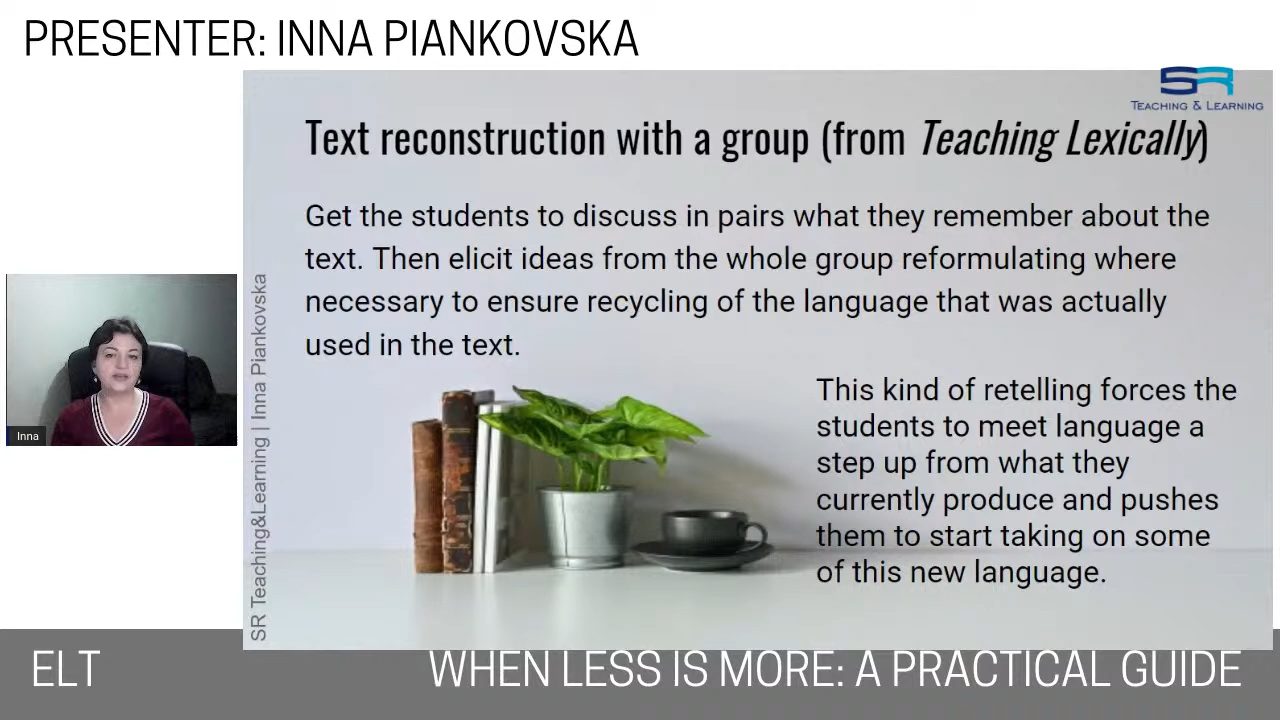 PRESENTER: INNA PIANKOVSKA
SR
TEACHING & LEARNING
Text reconstruction with a group (from Teaching Lexically)
Get the students to discuss in pairs what they remember about the
text. Then elicit ideas from the whole group reformulating where
necessary to ensure recycling of the language that was actually
used in the text.
This kind of retelling forces the
students to meet language a
step up from what they
currently produce and pushes
them to start taking on some
of this new language.
SR Teaching&Learning | Inna Piankovska
Inna
ELT
WHEN LESS IS MORE: A PRACTICAL GUIDE